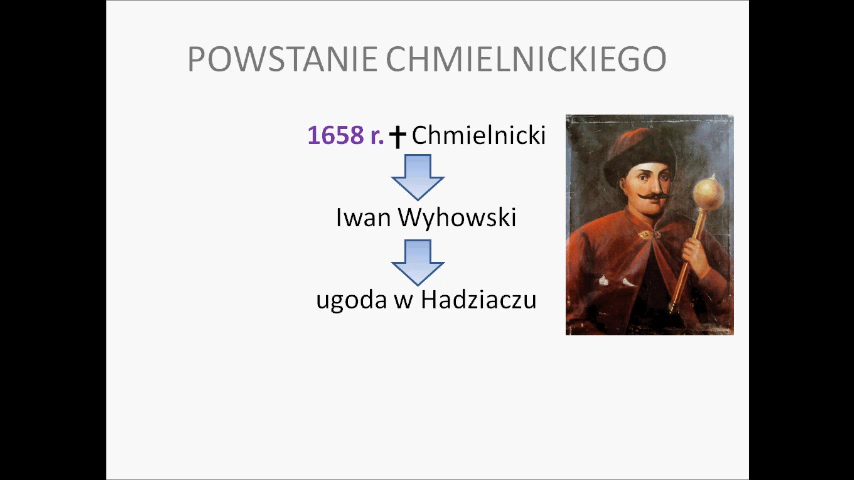 POWSTANIE CHMIELNICKIEGO
1658 r. ✝ Chmielnicki
Iwan Wyhowski
ugoda w Hadziaczu